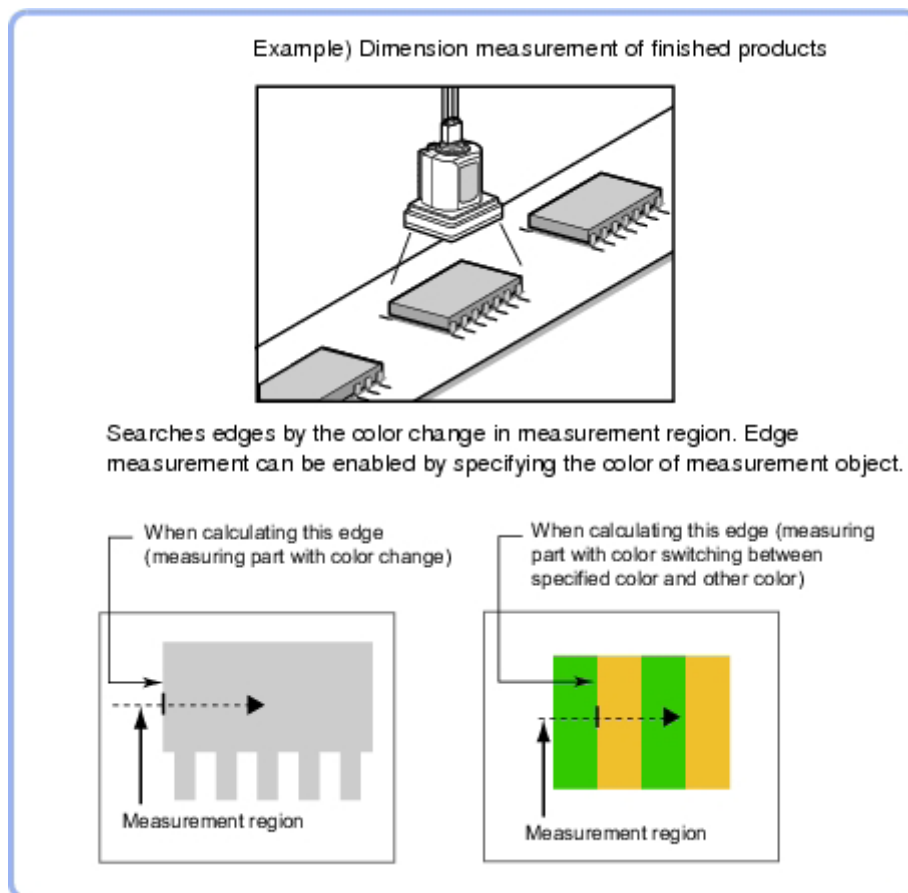 Example) Dimension measurement of finished products
Searches edges by the color change in measurement region. Edge
measurement can be enabled by specifying the color of measurement object.
When calculating this edge
(measuring part with color change)
Measurement region
When calculating this edge (measuring
part with color switching between
specified color and other color)
Measurement region